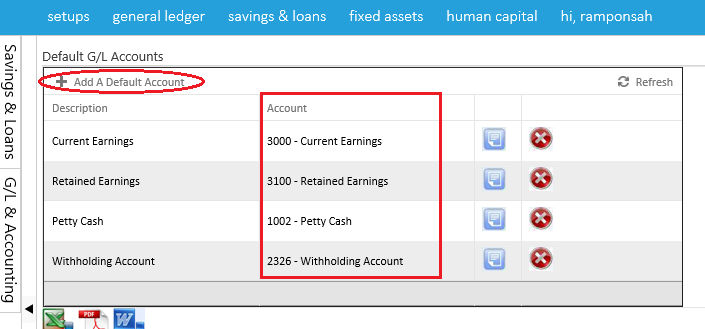 setups general ledger savings & loans fixed assets human capital hi, ramponsah
Savings & Loans
G/L & Accounting
Default G/L Accounts
Add A Default Account Refresh
Description Account
Current Earnings 3000 - Current Earnings
Retained Earnings 3100 - Retained Earnings
Petty Cash 1002 - Petty Cash
Withholding Account 2326 - Withholding Account
PDF